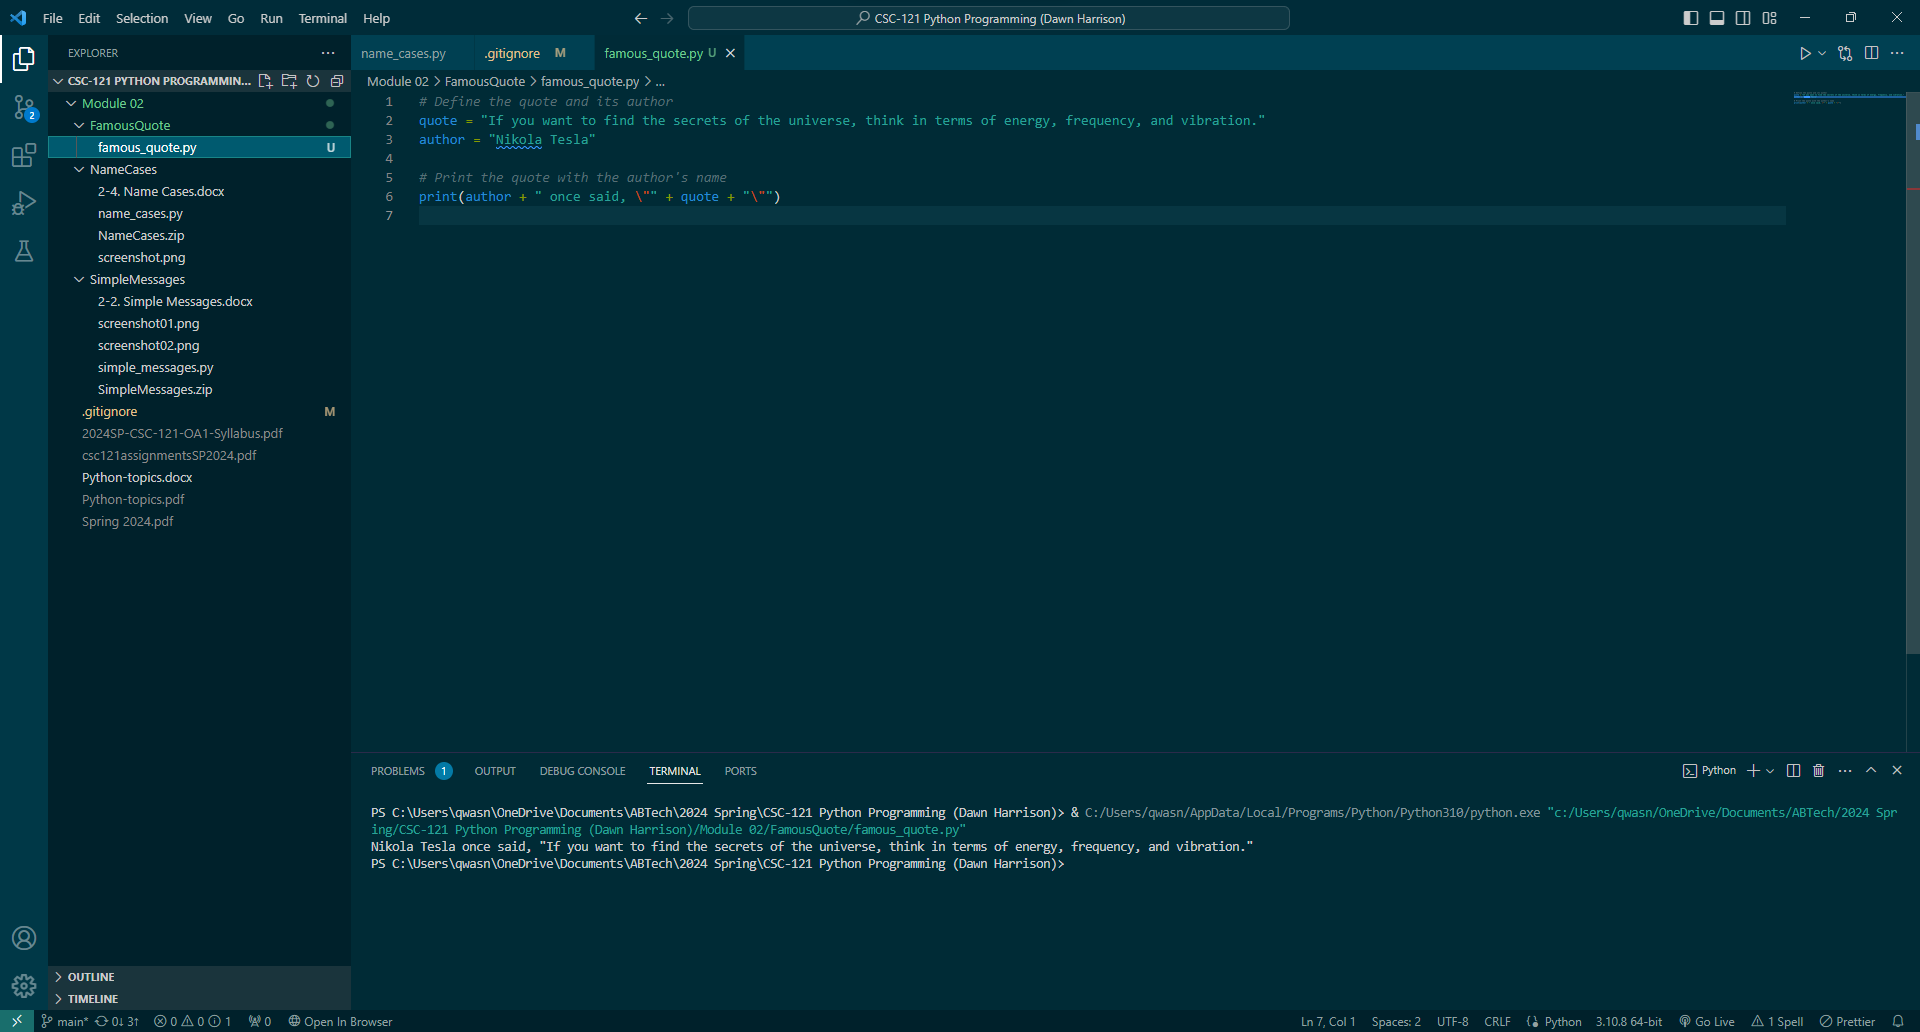 File Edit Selection View Go Run Terminal Help
CSC-121 Python Programming (Dawn Harrison)
EXPLORER
CSC-121 PYTHON PROGRAMMIN...
Module 02
FamousQuote
famous_quote.py U
NameCases
2-4. Name Cases.docx
name_cases.py
NameCases.zip
screenshot.png
SimpleMessages
2-2. Simple Messages.docx
screenshot01.png
screenshot02.png
simple_messages.py
SimpleMessages.zip
.gitignore M
2024SP-CSC-121-OA1-Syllabus.pdf
csc121assignmentsSP2024.pdf
Python-topics.docx
Python-topics.pdf
Spring 2024.pdf
OUTLINE
TIMELINE
2
name_cases.py .gitignore M famous_quote.py U
Module 02 > FamousQuote > famous_quote.py > ...
1 # Define the quote and its author
2 quote = "If you want to find the secrets of the universe, think in terms of energy, frequency, and vibration."
3 author = "Nikola Tesla"
4
5 # Print the quote with the author's name
6 print(author + " once said, \"" + quote + "\"")
7
PROBLEMS 1 OUTPUT DEBUG CONSOLE TERMINAL PORTS
Python
PS C:\Users\qwasn\OneDrive\Documents\ABTech\2024 Spring\CSC-121 Python Programming (Dawn Harrison)> & C:/Users/qwasn/AppData/Local/Programs/Python/Python310/python.exe "c:/Users/qwasn/OneDrive/Documents/ABTech/2024 Spr
ing/CSC-121 Python Programming (Dawn Harrison)/Module 02/FamousQuote/famous_quote.py"
Nikola Tesla once said, "If you want to find the secrets of the universe, think in terms of energy, frequency, and vibration."
PS C:\Users\qwasn\OneDrive\Documents\ABTech\2024 Spring\CSC-121 Python Programming (Dawn Harrison)>
main* 0↓ 3↑ 0 0 1 0 Open In Browser Ln 7, Col 1 Spaces: 2 UTF-8 CRLF Python 3.10.8 64-bit Go Live 1 Spell Prettier